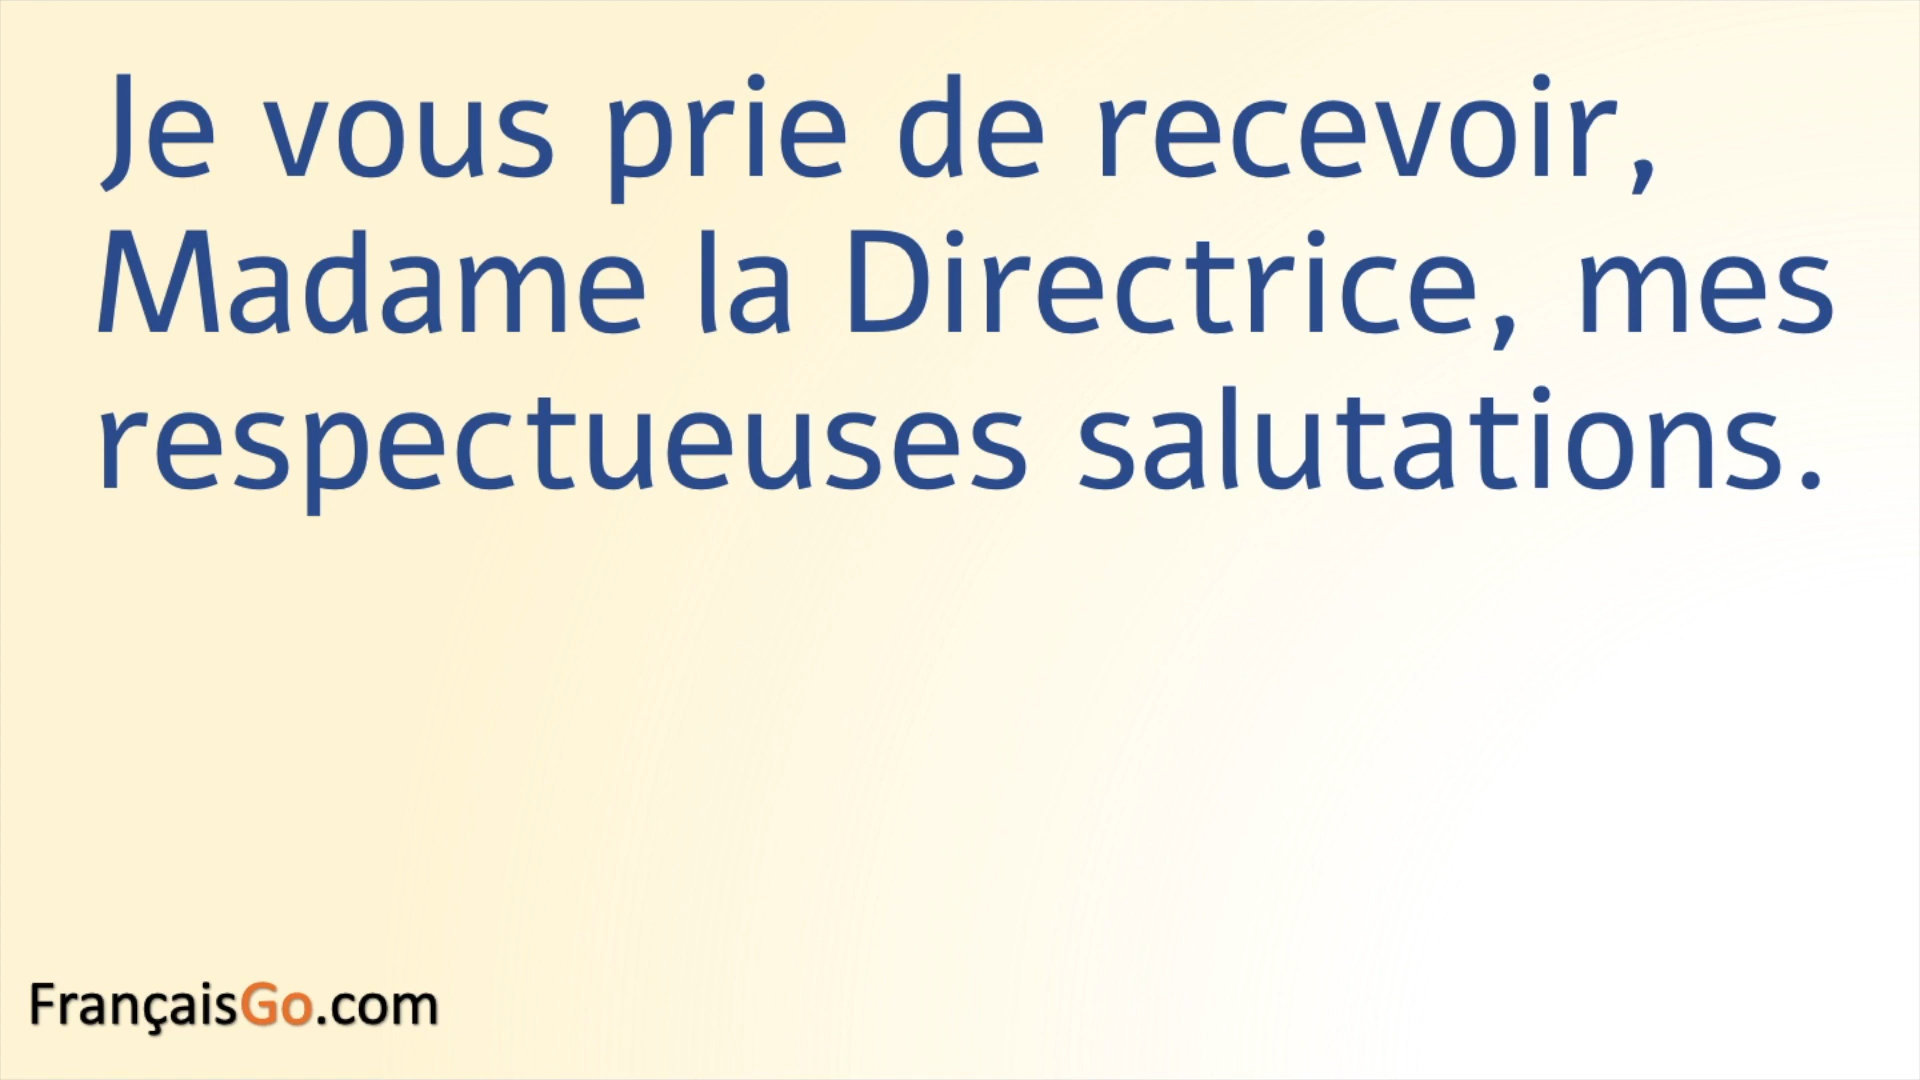 Je vous prie de recevoir,
Madame la Directrice, mes
respectueuses salutations.
FrançaisGo.com